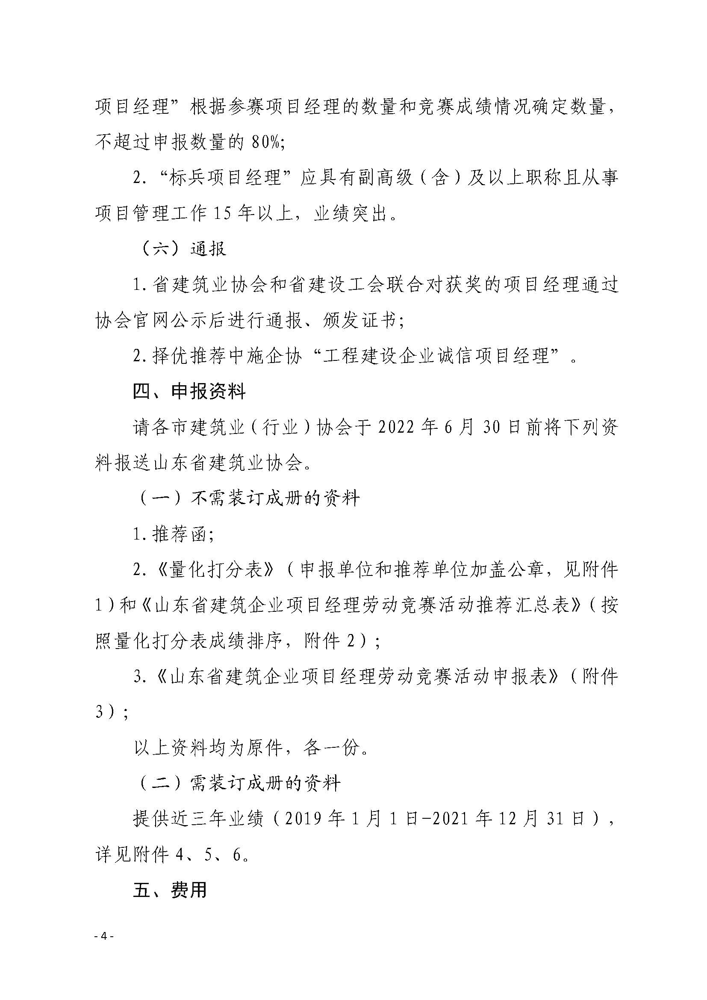 项目经理”根据参赛项目经理的数量和竞赛成绩情况确定数量，
不超过申报数量的 80%;
2. “标兵项目经理”应具有副高级（含）及以上职称且从事
项目管理工作 15 年以上，业绩突出。
（六）通报
1. 省建筑业协会和省建设工会联合对获奖的项目经理通过
协会官网公示后进行通报、颁发证书；
2. 择优推荐中施企协“工程建设企业诚信项目经理”。
四、申报资料
请各市建筑业（行业）协会于 2022 年 6 月 30 日前将下列资
料报送山东省建筑业协会。
（一）不需装订成册的资料
1. 推荐函；
2. 《量化打分表》（申报单位和推荐单位加盖公章，见附件
1）和《山东省建筑企业项目经理劳动竞赛活动推荐汇总表》（按
照量化打分表成绩排序，附件 2）；
3. 《山东省建筑企业项目经理劳动竞赛活动申报表》（附件
3）；
以上资料均为原件，各一份。
（二）需装订成册的资料
提供近三年业绩（2019 年 1 月 1 日-2021 年 12 月 31 日），
详见附件 4、5、6。
五、费用
- 4 -